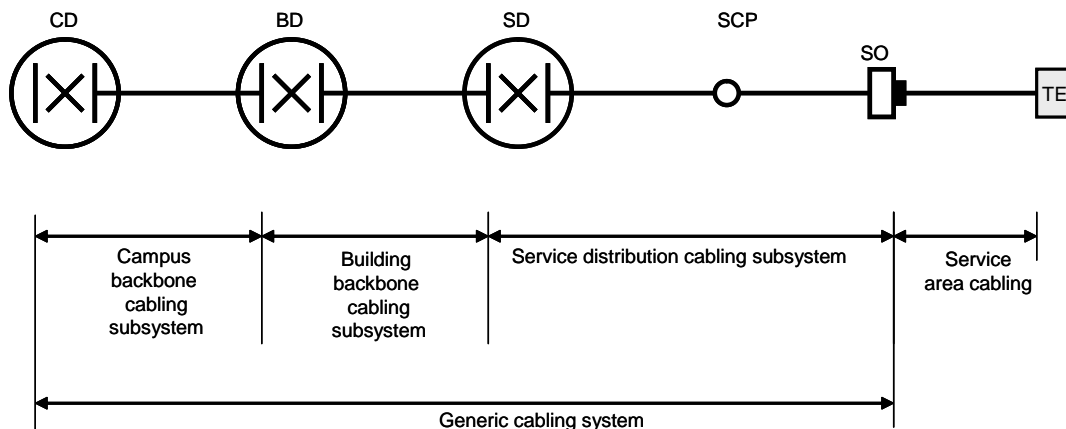 CD
BD
SD
SCP
SO
TE
Campus
backbone
cabling
subsystem
Building
backbone
cabling
subsystem
Service distribution cabling subsystem
Service
area cabling
Generic cabling system